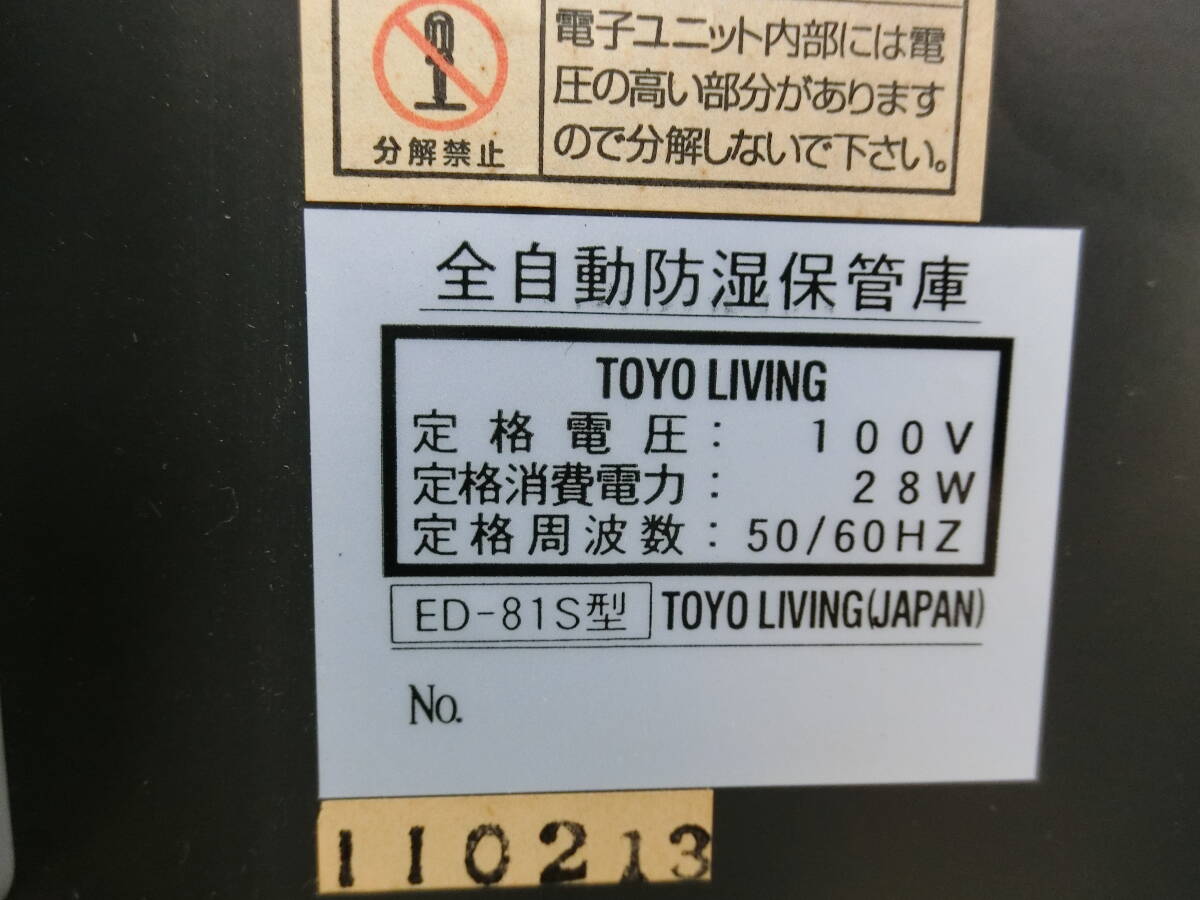 電子ユニット内部には電
圧の高い部分があります
ので分解しないで下さい。
分解禁止
全自動防湿保管庫
TOYO LIVING
定格電圧: 100V
定格消費電力: 28W
定格周波数: 50/60HZ
ED-81S型 TOYO LIVING(JAPAN)
No.
110213